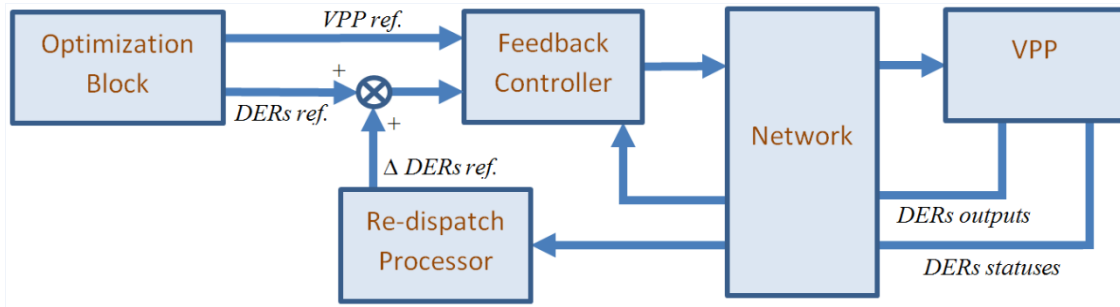 Optimization
Block
VPP ref.
+
DERs ref.
+
Δ DERs ref.
Feedback
Controller
Re-dispatch
Processor
Network
VPP
DERs outputs
DERs statuses